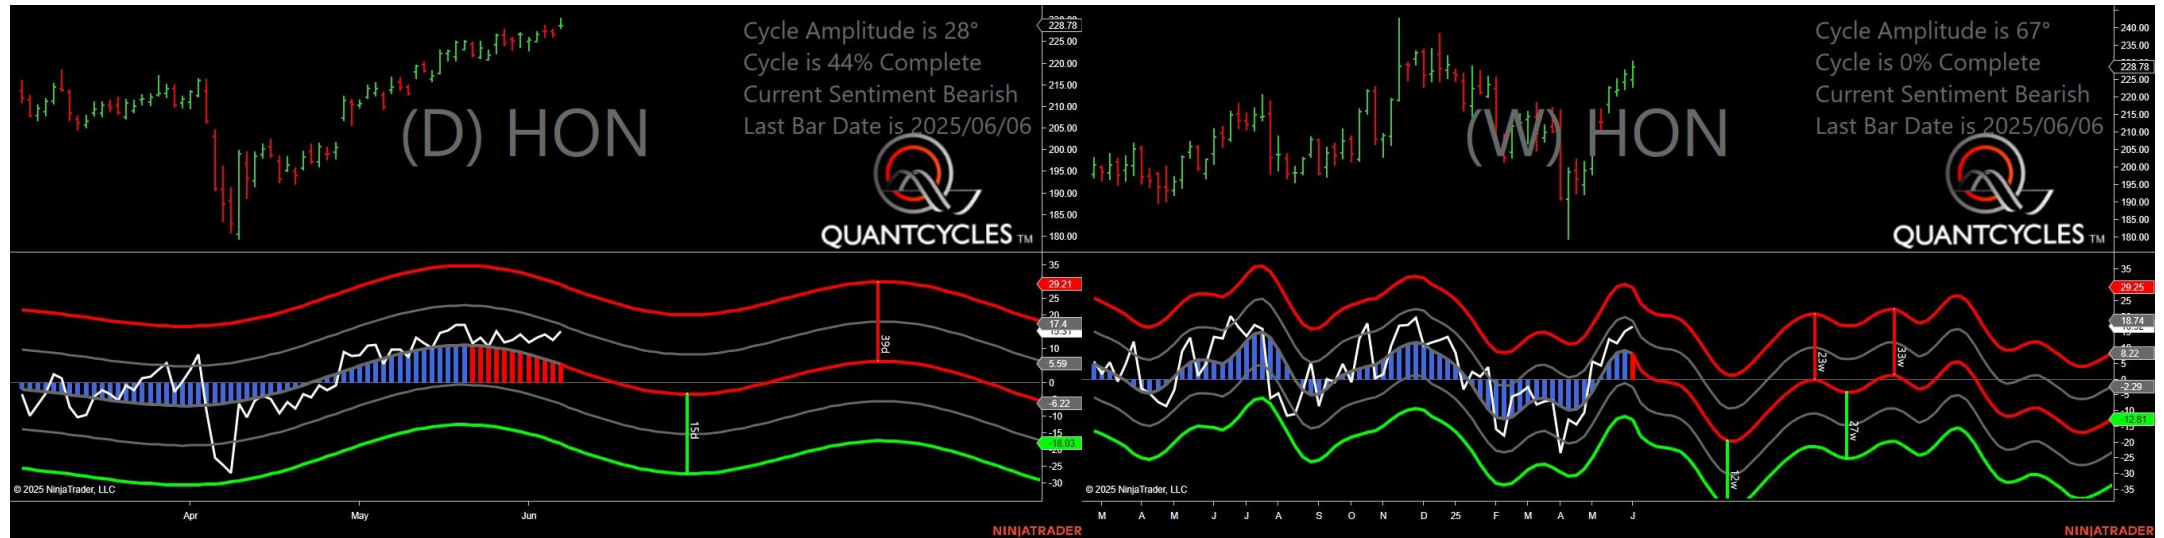 Cycle Amplitude is 28°
Cycle is 44% Complete
Current Sentiment Bearish
Last Bar Date is 2025/06/06
(D) HON
QUANTCYCLES TM
228.78
225.00
220.00
215.00
210.00
205.00
200.00
195.00
190.00
185.00
180.00
35
29.21
25
20
17.4
10
5.59
0
-6.22
-10
-15
-18.03
-25
-30
39d
15d
© 2025 NinjaTrader, LLC
Apr
May
Jun
NINJATRADER
Cycle Amplitude is 67°
Cycle is 0% Complete
Current Sentiment Bearish
Last Bar Date is 2025/06/06
(W) HON
QUANTCYCLES TM
240.00
235.00
228.78
225.00
220.00
215.00
210.00
205.00
200.00
195.00
190.00
185.00
180.00
35
29.25
25
18.74
10
8.22
5
0
-2.29
-5
-10
-12.81
-15
-20
-25
-30
-35
23w
33w
27w
12w
© 2025 NinjaTrader, LLC
M
A
M
J
J
A
S
O
N
D
25
F
M
A
M
J
NINJATRADER